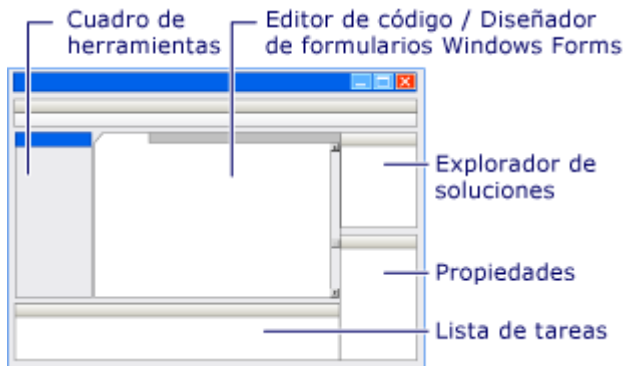 Cuadro de
herramientas
Editor de código / Diseñador
de formularios Windows Forms
Explorador de
soluciones
Propiedades
Lista de tareas